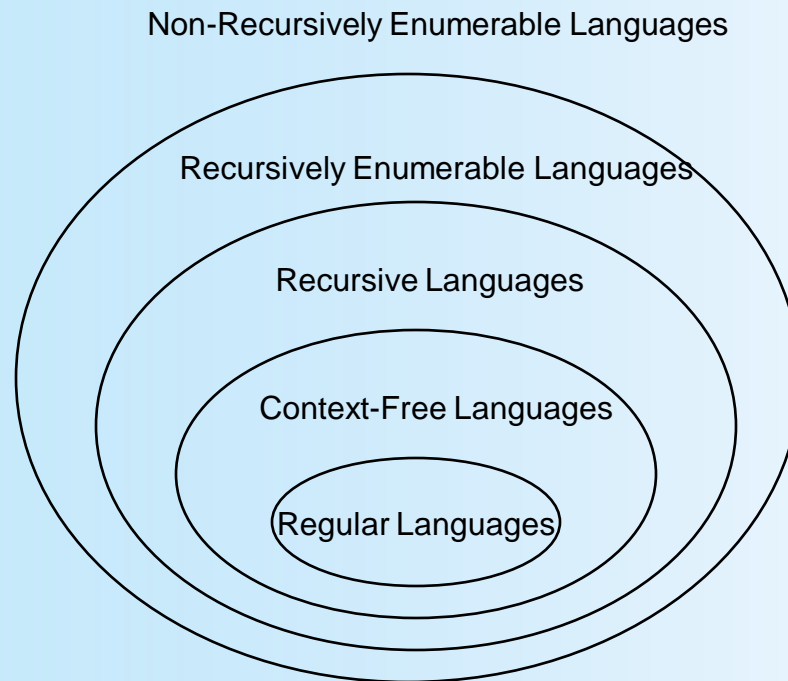 Non-Recursively Enumerable Languages
Recursively Enumerable Languages
Recursive Languages
Context-Free Languages
Regular Languages